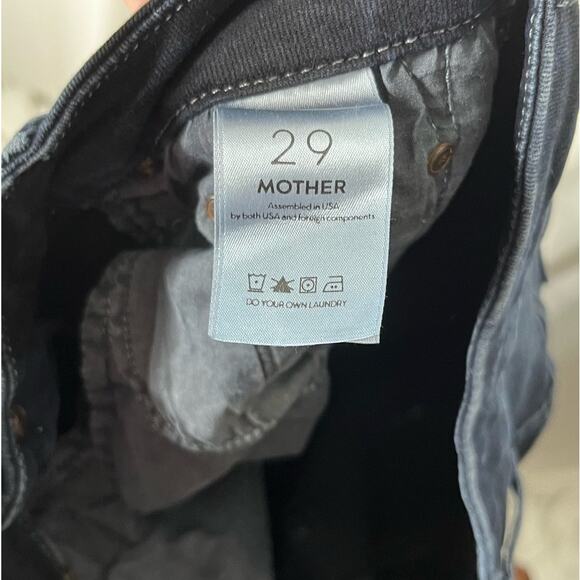 29
MOTHER
Assembled in USA
by both USA and foreign components
DO YOUR OWN LAUNDRY